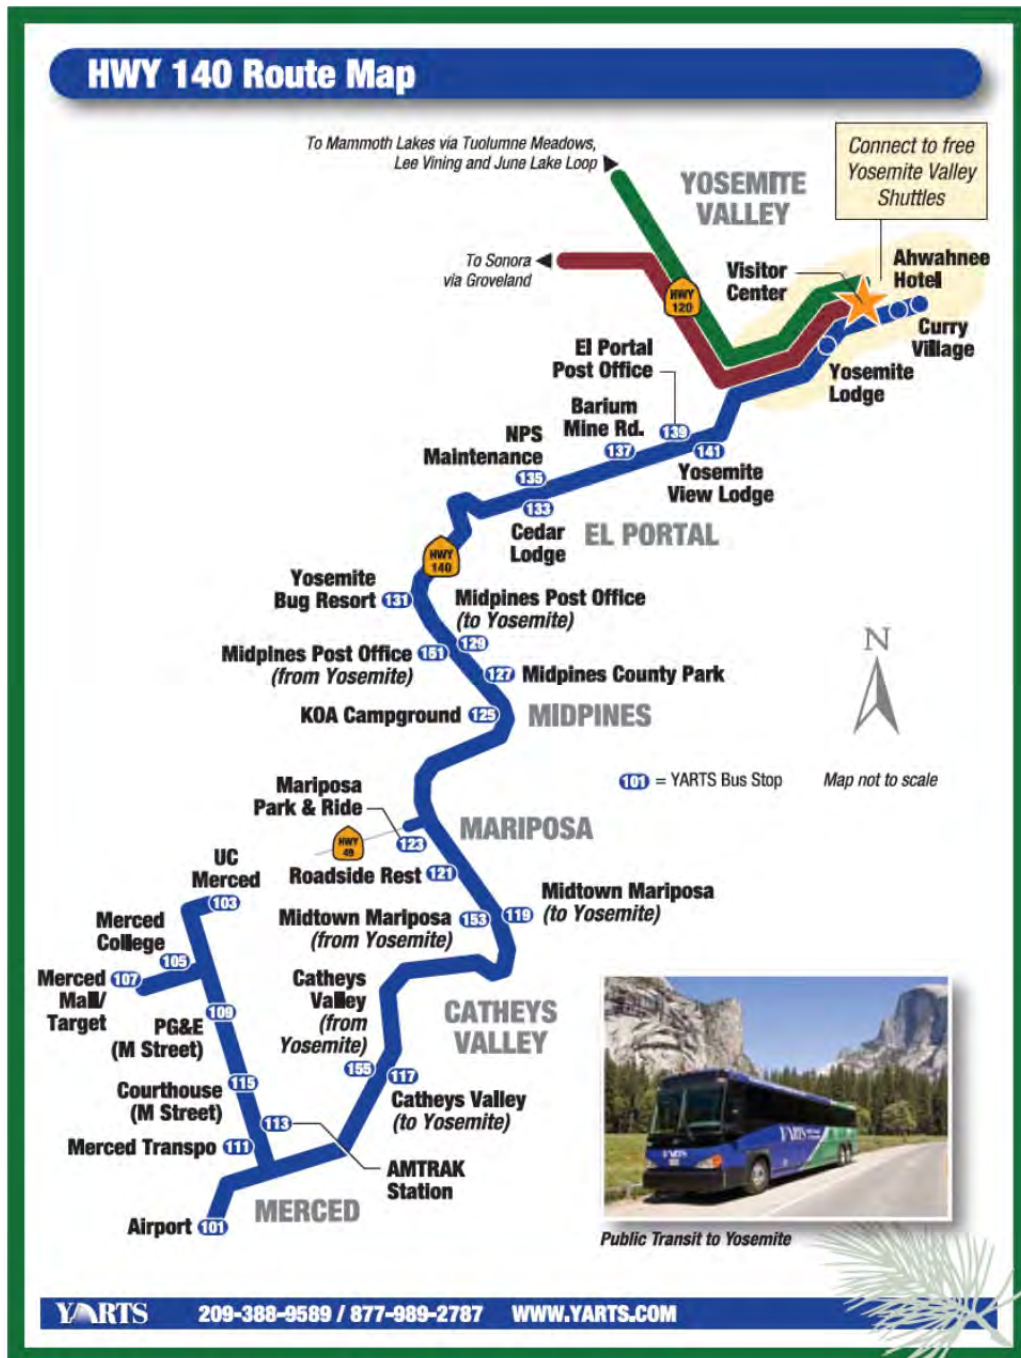 HWY 140 Route Map
To Mammoth Lakes via Tuolumne Meadows,
Lee Vining and June Lake Loop
YOSEMITE
VALLEY
Connect to free
Yosemite Valley
Shuttles
To Sonora
via Groveland
HWY
120
Visitor
Center
Ahwahnee
Hotel
Curry
Village
Yosemite
Lodge
El Portal
Post Office
139
Barium
Mine Rd.
137
141
Yosemite
View Lodge
NPS
Maintenance
135
133
Cedar
Lodge
EL PORTAL
HWY
140
Yosemite
Bug Resort
131
Midpines Post Office
(to Yosemite)
129
Midpines Post Office
(from Yosemite)
151
127
Midpines County Park
KOA Campground
125
MIDPINES
N
101 = YARTS Bus Stop
Map not to scale
Mariposa
Park & Ride
123
HWY
49
MARIPOSA
Roadside Rest
121
Midtown Mariposa
(to Yosemite)
119
Midtown Mariposa
(from Yosemite)
153
UC
Merced
103
Merced
College
105
Merced
Mall/
Target
107
109
PG&E
(M Street)
Catheys
Valley
(from
Yosemite)
155
CATHEYS
VALLEY
117
Catheys Valley
(to Yosemite)
Courthouse
(M Street)
115
113
Merced Transpo
111
AMTRAK
Station
MERCED
Airport
101
YARTS
Public Transit to Yosemite
YARTS 209-388-9589 / 877-989-2787 WWW.YARTS.COM